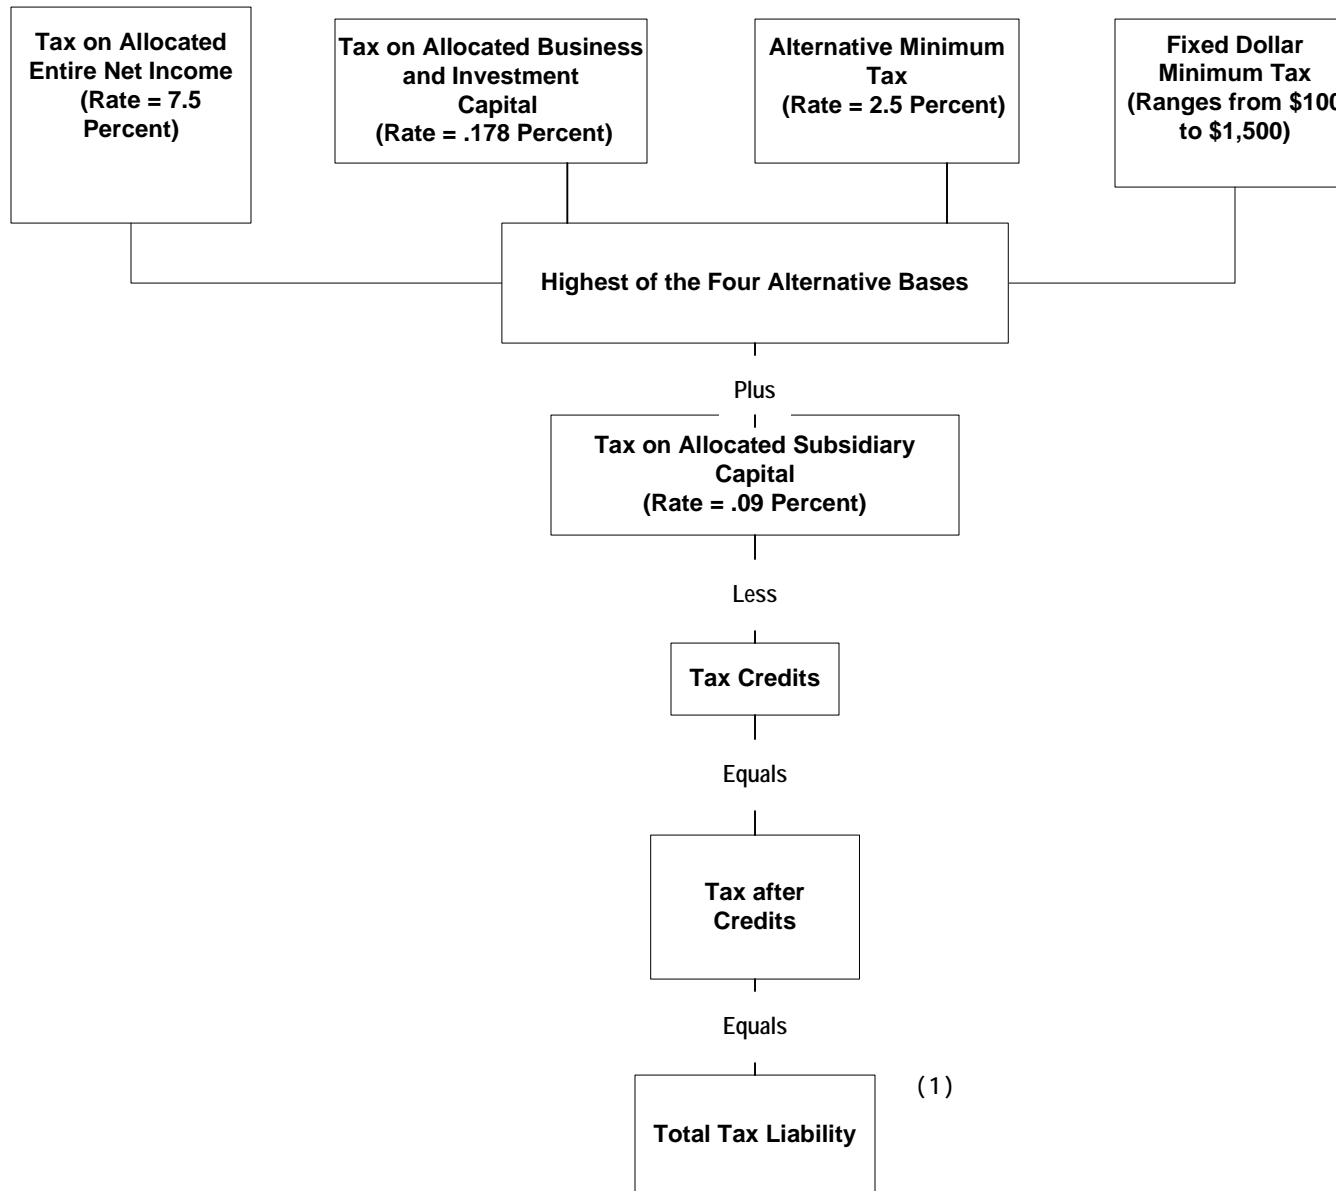 Tax on Allocated
Entire Net Income
(Rate = 7.5
Percent)
Tax on Allocated Business
and Investment
Capital
(Rate = .178 Percent)
Alternative Minimum
Tax
(Rate = 2.5 Percent)
Fixed Dollar
Minimum Tax
(Ranges from $100
to $1,500)
Highest of the Four Alternative Bases
Plus
Tax on Allocated Subsidiary
Capital
(Rate = .09 Percent)
Less
Tax Credits
Equals
Tax after
Credits
Equals
(1)
Total Tax Liability